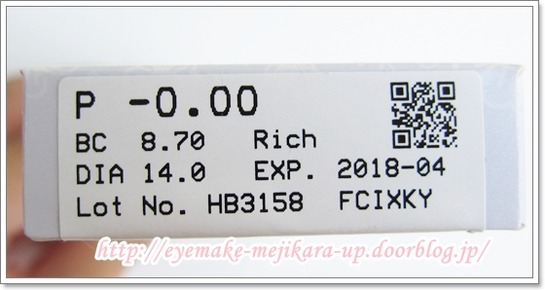 P -0.00
BC 8.70 Rich
DIA 14.0 EXP. 2018-04
Lot No. HB3158 FCIXKY
http://eyemake-mejikara-up.doorblog.jp/